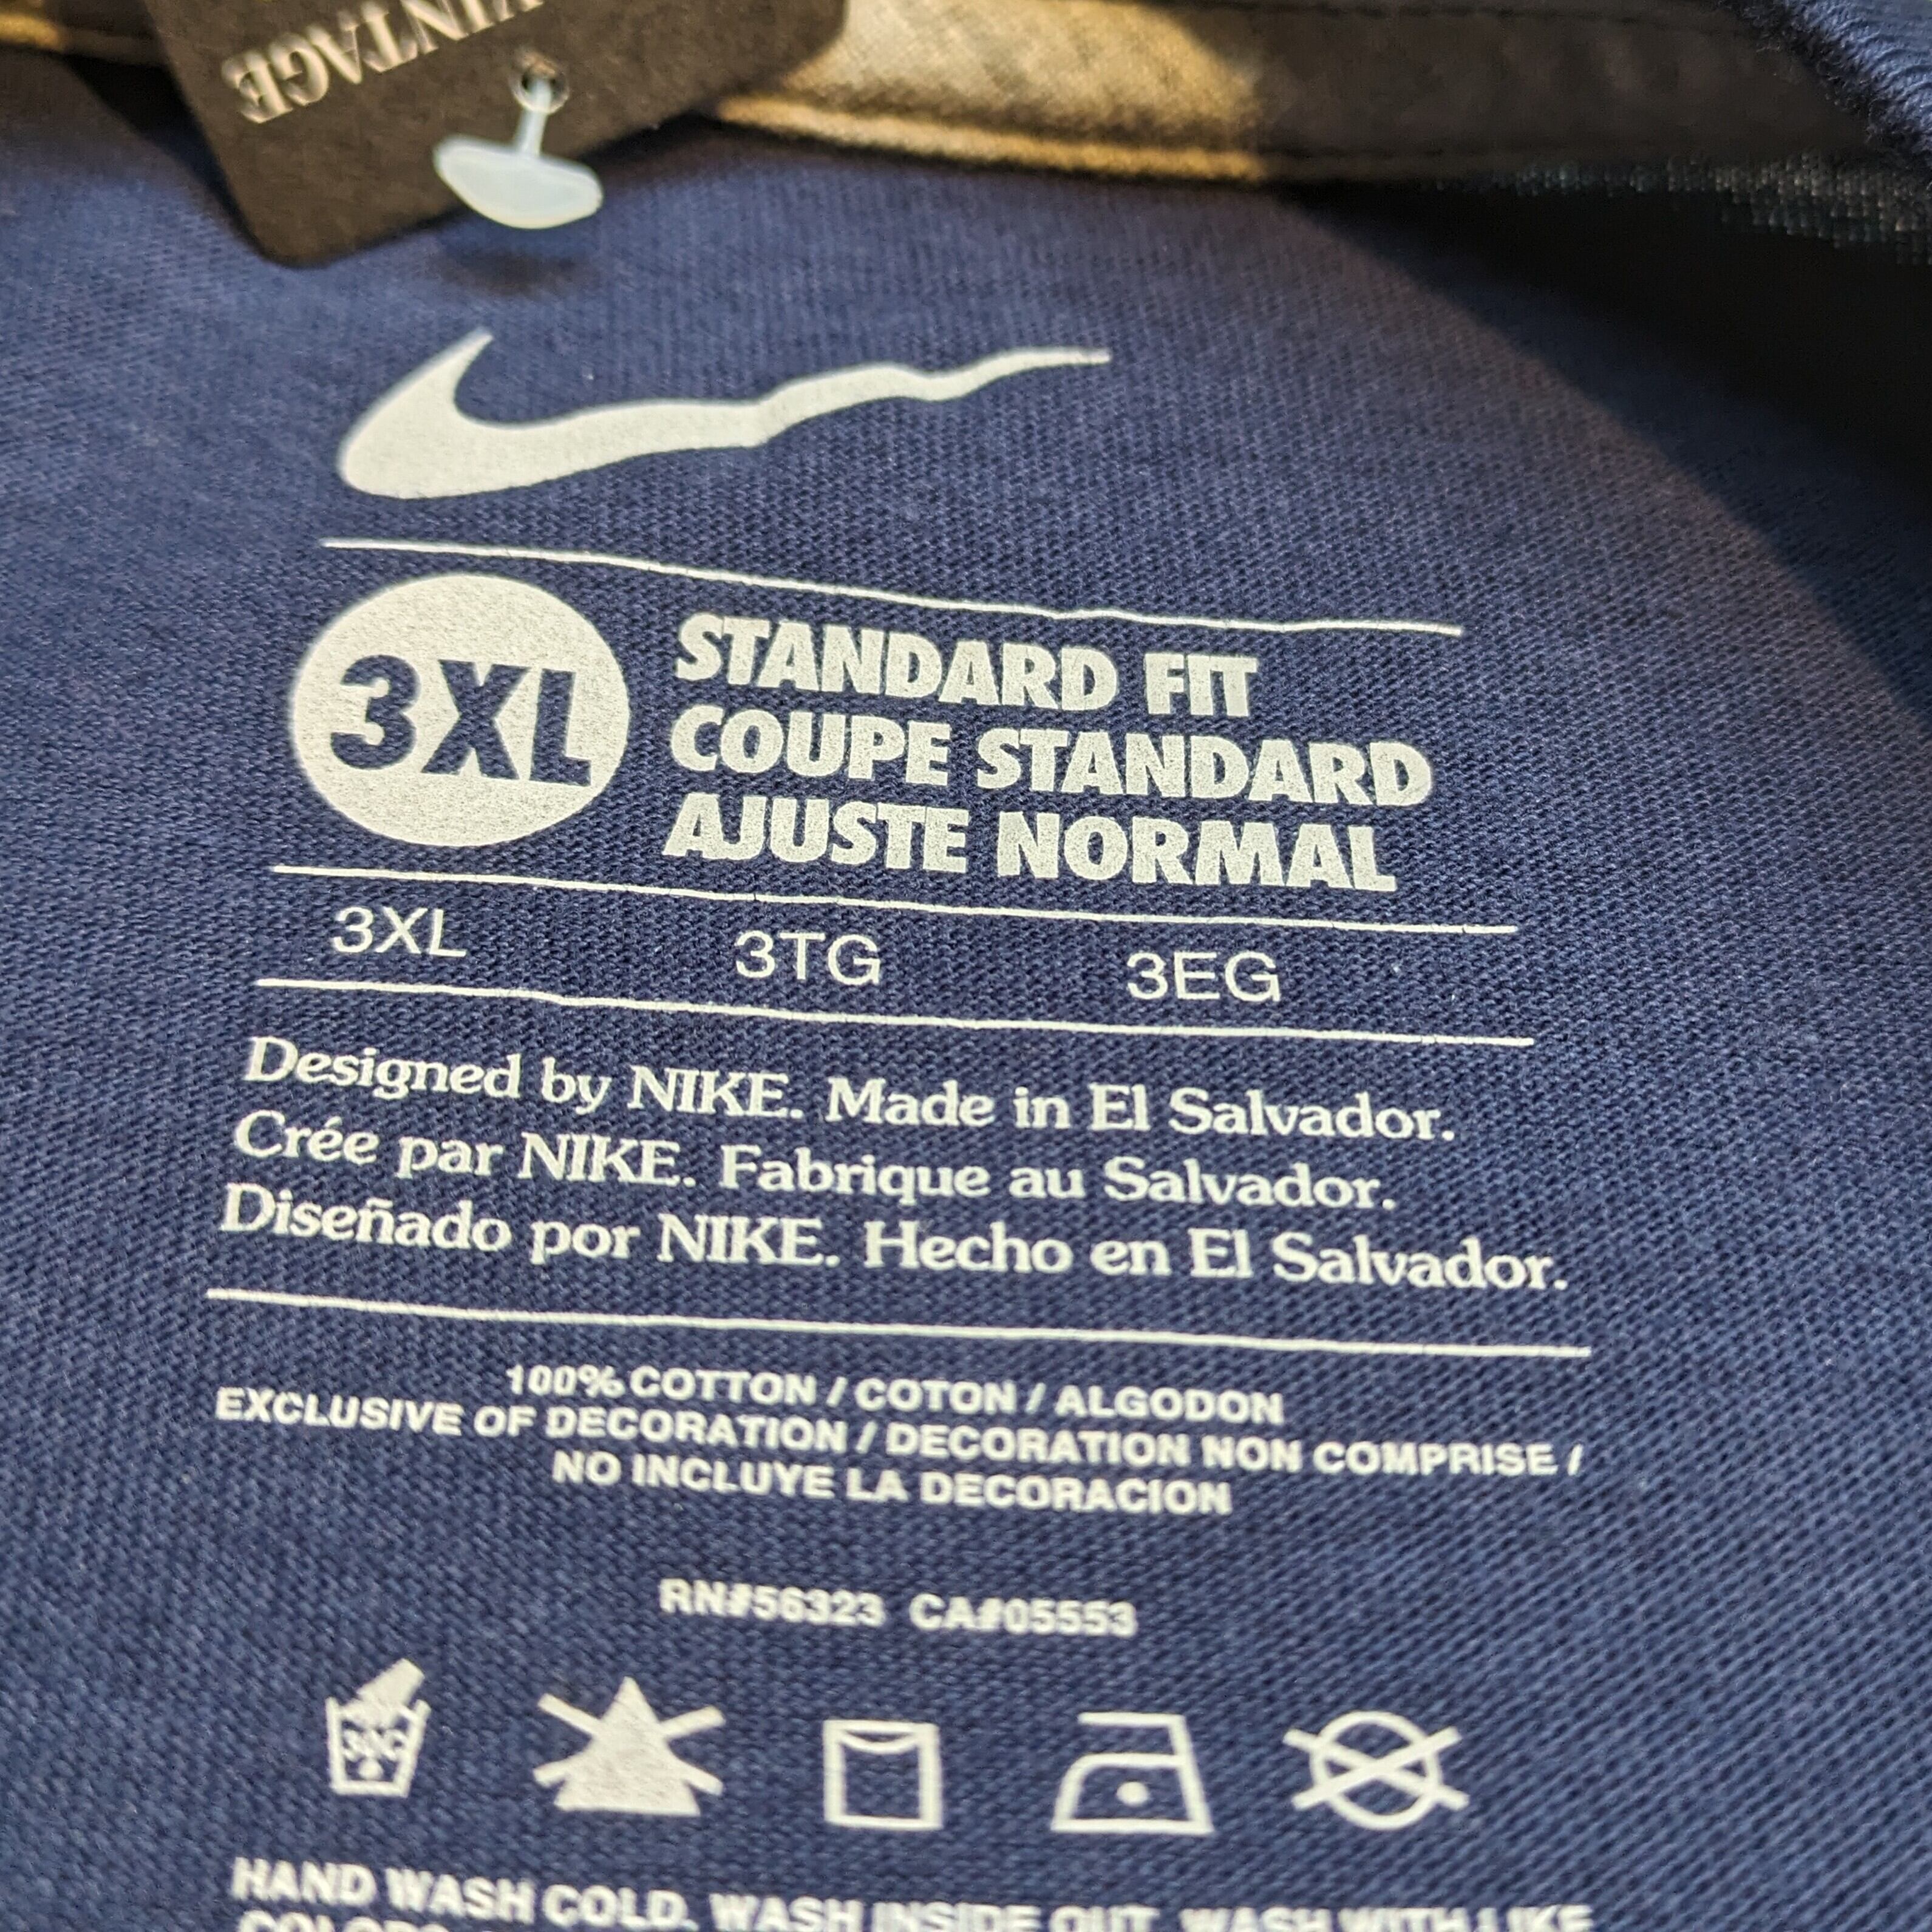 VINTAGE
3XL
STANDARD FIT
COUPE STANDARD
AJUSTE NORMAL
3XL 3TG 3EG
Designed by NIKE. Made in El Salvador.
Crée par NIKE. Fabrique au Salvador.
Diseñado por NIKE. Hecho en El Salvador.
100% COTTON / COTON / ALGODON
EXCLUSIVE OF DECORATION / DECORATION NON COMPRISE /
NO INCLUYE LA DECORACION
RN#56323 CA#05553
30C
HAND WASH COLD. WASH INSIDE OUT. WASH WITH LIKE